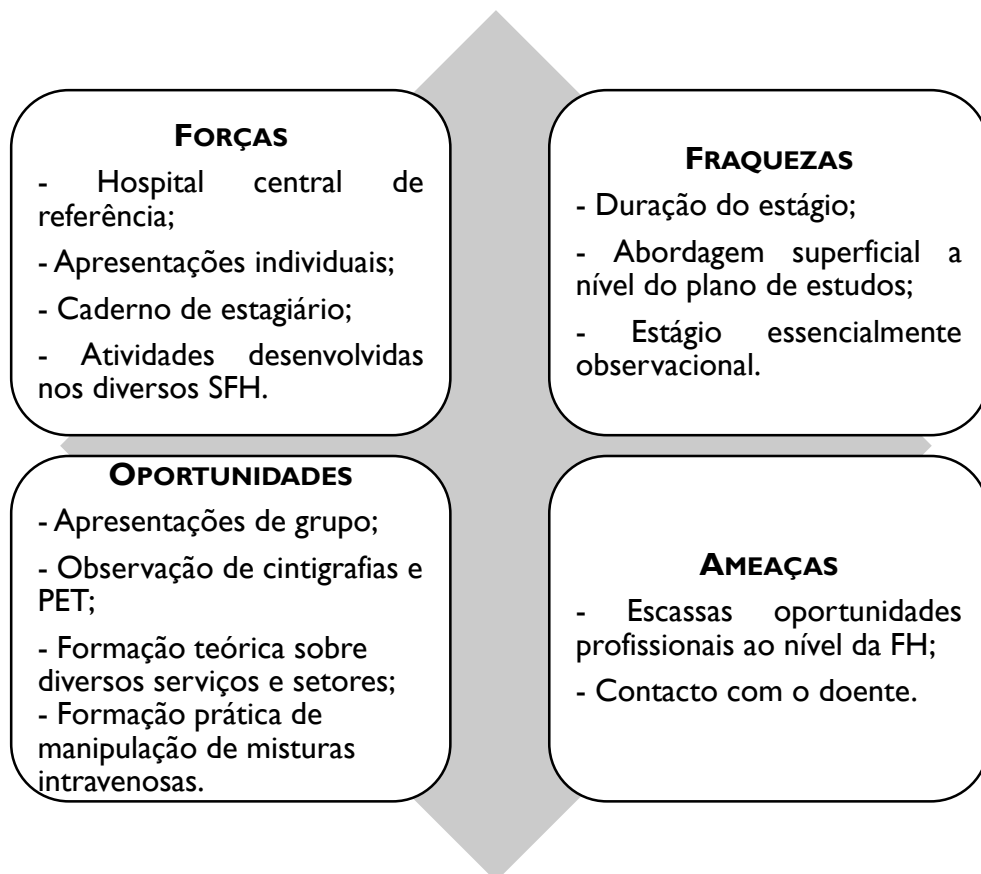 FORÇAS
- Hospital central de
referência;
- Apresentações individuais;
- Caderno de estagiário;
- Atividades desenvolvidas
nos diversos SFH.
FRAQUEZAS
- Duração do estágio;
- Abordagem superficial a
nível do plano de estudos;
- Estágio essencialmente
observacional.
OPORTUNIDADES
- Apresentações de grupo;
- Observação de cintigrafias e
PET;
- Formação teórica sobre
diversos serviços e setores;
- Formação prática de
manipulação de misturas
intravenosas.
AMEAÇAS
- Escassas oportunidades
profissionais ao nível da FH;
- Contacto com o doente.